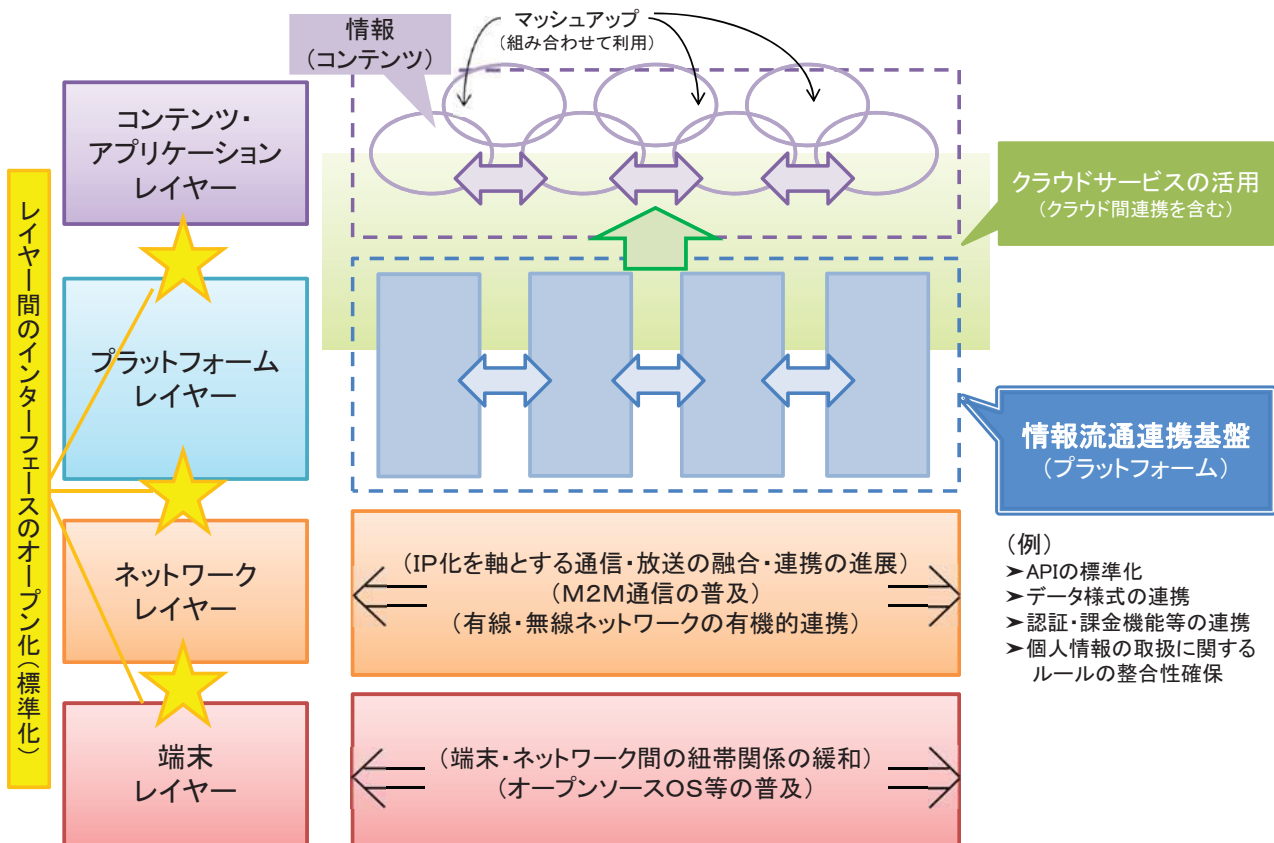 マッシュアップ
(組み合わせて利用)
情報
(コンテンツ)
コンテンツ・
アプリケーション
レイヤー
クラウドサービスの活用
(クラウド間連携を含む)
レイヤー間のインターフェースのオープン化(標準化)
プラットフォーム
レイヤー
情報流通連携基盤
(プラットフォーム)
ネットワーク
レイヤー
(IP化を軸とする通信・放送の融合・連携の進展)
(M2M通信の普及)
(有線・無線ネットワークの有機的連携)
(例)
➤APIの標準化
➤データ様式の連携
➤認証・課金機能等の連携
➤個人情報の取扱に関する
ルールの整合性確保
端末
レイヤー
(端末・ネットワーク間の紐帯関係の緩和)
(オープンソースOS等の普及)